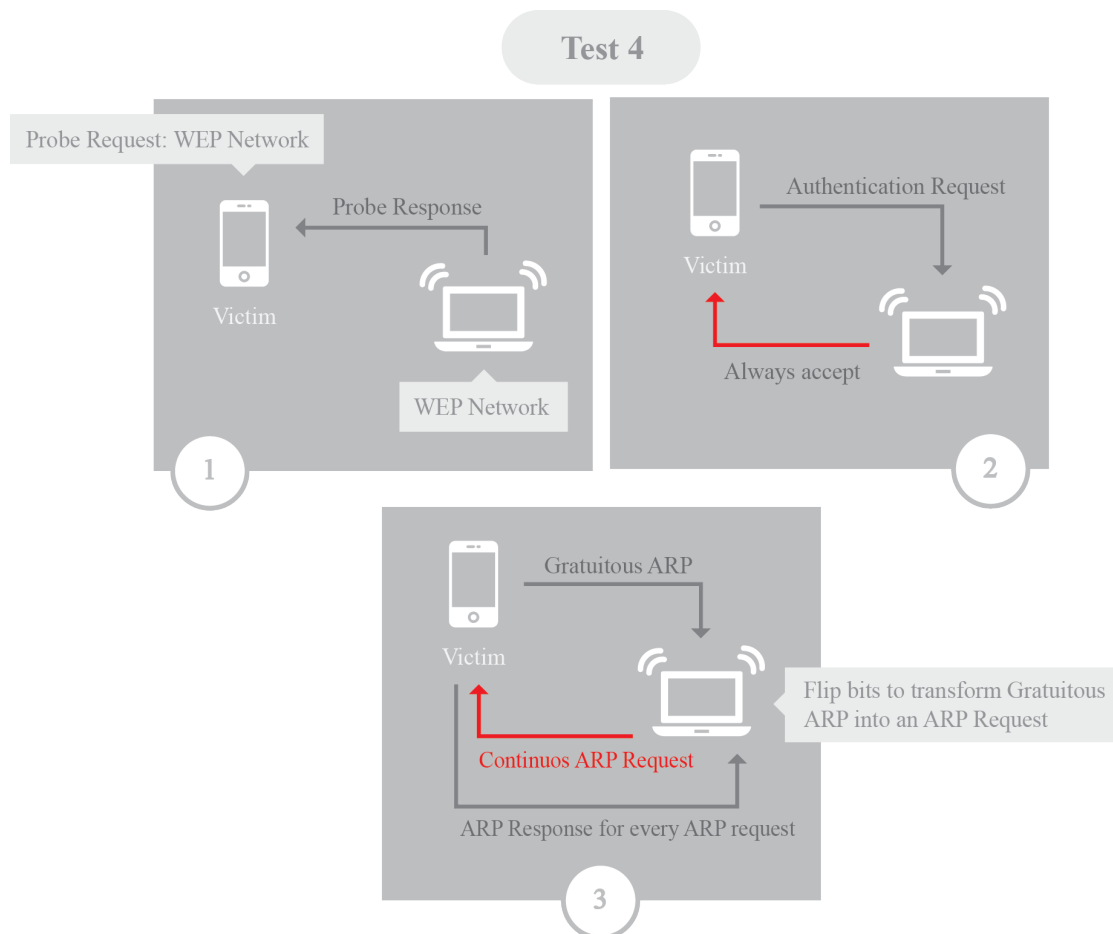 Test 4
Probe Request: WEP Network
Probe Response
Victim
WEP Network
1
Authentication Request
Victim
Always accept
2
Gratuitous ARP
Victim
Flip bits to transform Gratuitous
ARP into an ARP Request
Continuos ARP Request
ARP Response for every ARP request
3